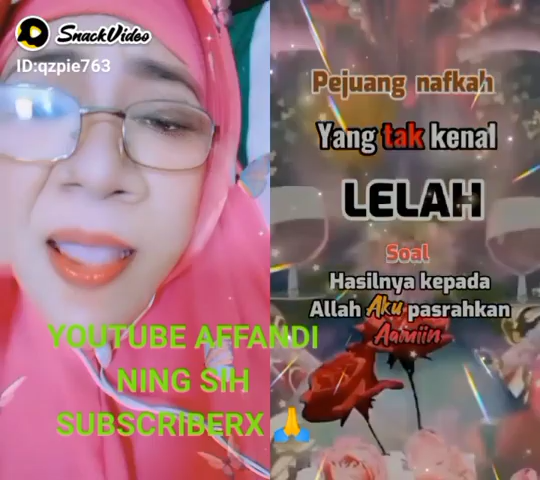 SnackVideo
ID:qzpie763
Pejuang nafkah
Yang tak kenal
LELAH
Soal
Hasilnya kepada
Allah Aku pasrahkan
Aamiin
YOUTUBE AFFANDI
NING SIH
SUBSCRIBERX 🙏